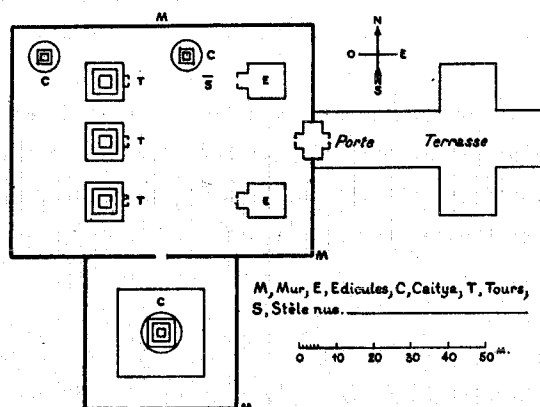 M
N
C
C
O
E
S
T
S
E
T
Porte
Terrasse
T
E
M
C
M, Mur, E, Edicules, C, Caitya, T, Tours,
S, Stèle nue.
0 10 20 30 40 50 M.
M